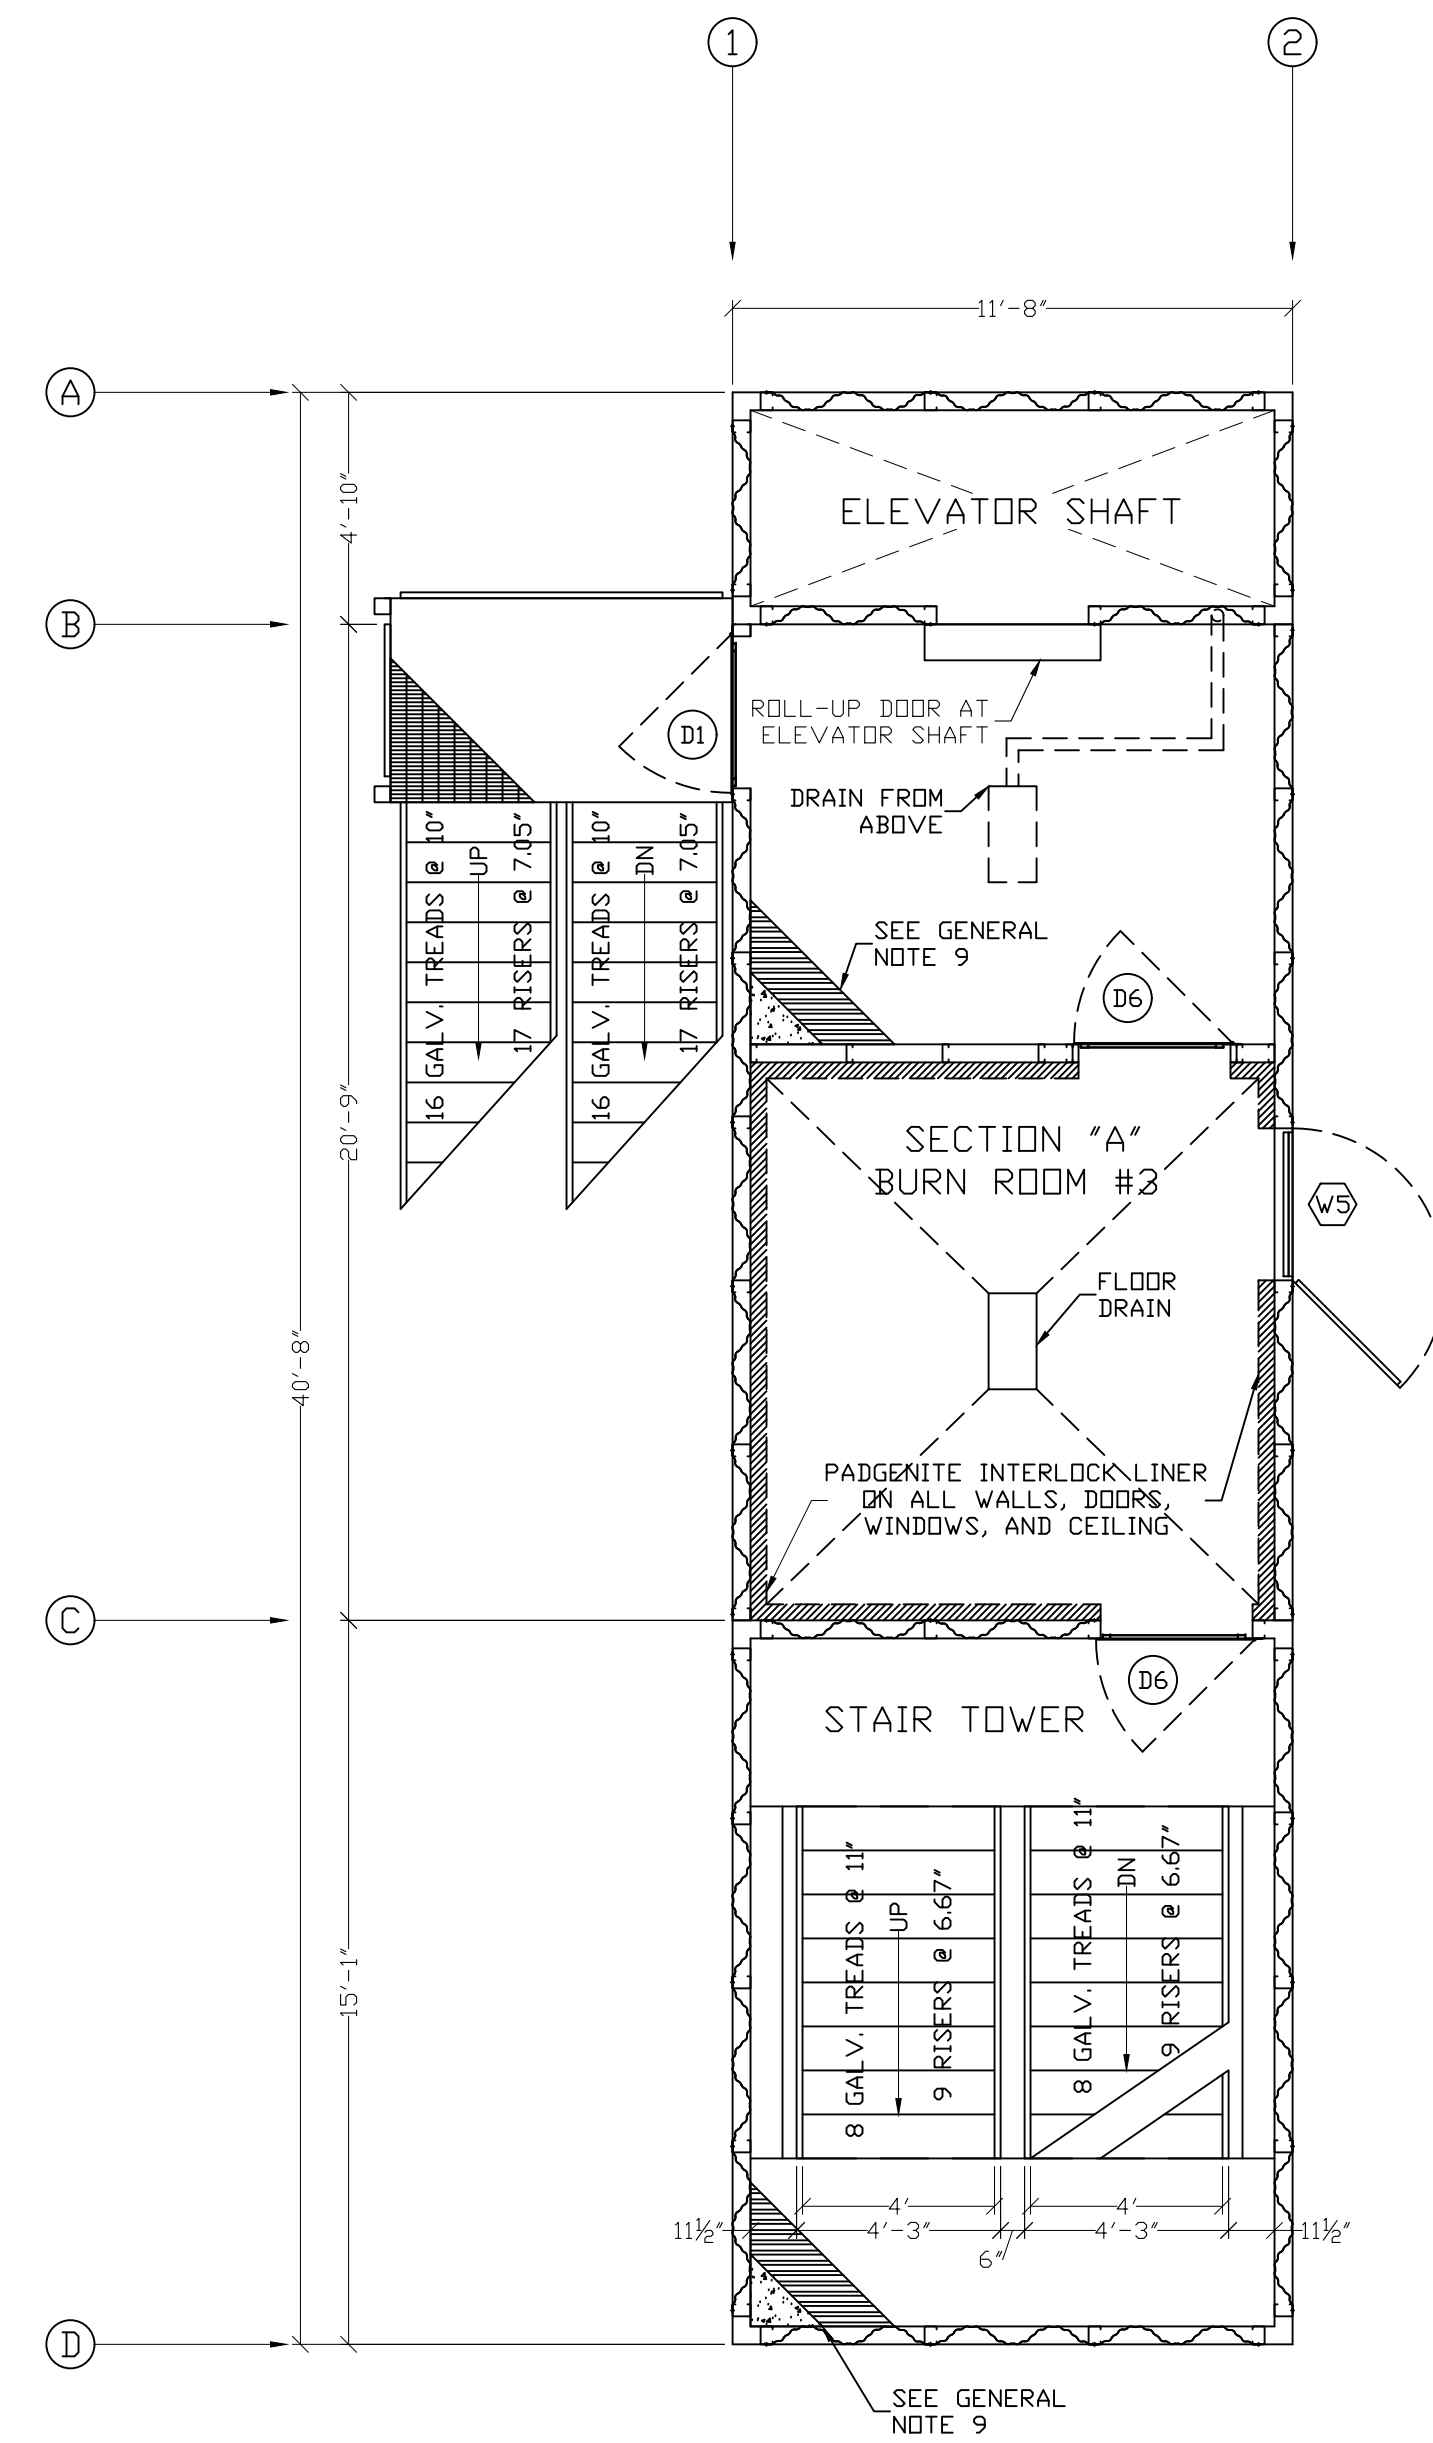 1
2
11'-8"
A
ELEVATOR SHAFT
4'-10"
B
D1
ROLL-UP DOOR AT
ELEVATOR SHAFT
DRAIN FROM
ABOVE
16 GALV. TREADS @ 10"
UP
17 RISERS @ 7.05"
16 GALV. TREADS @ 10"
DN
17 RISERS @ 7.05"
SEE GENERAL
NOTE 9
D6
20'-9"
SECTION "A"
BURN ROOM #3
W5
FLOOR
DRAIN
40'-8"
PADGENITE INTERLOCK LINER
ON ALL WALLS, DOORS,
WINDOWS, AND CEILING
C
D6
STAIR TOWER
15'-1"
8 GALV. TREADS @ 11"
UP
9 RISERS @ 6.67"
8 GALV. TREADS @ 11"
DN
9 RISERS @ 6.67"
4'
4'
11½"
4'-3"
6"
4'-3"
11½"
D
SEE GENERAL
NOTE 9